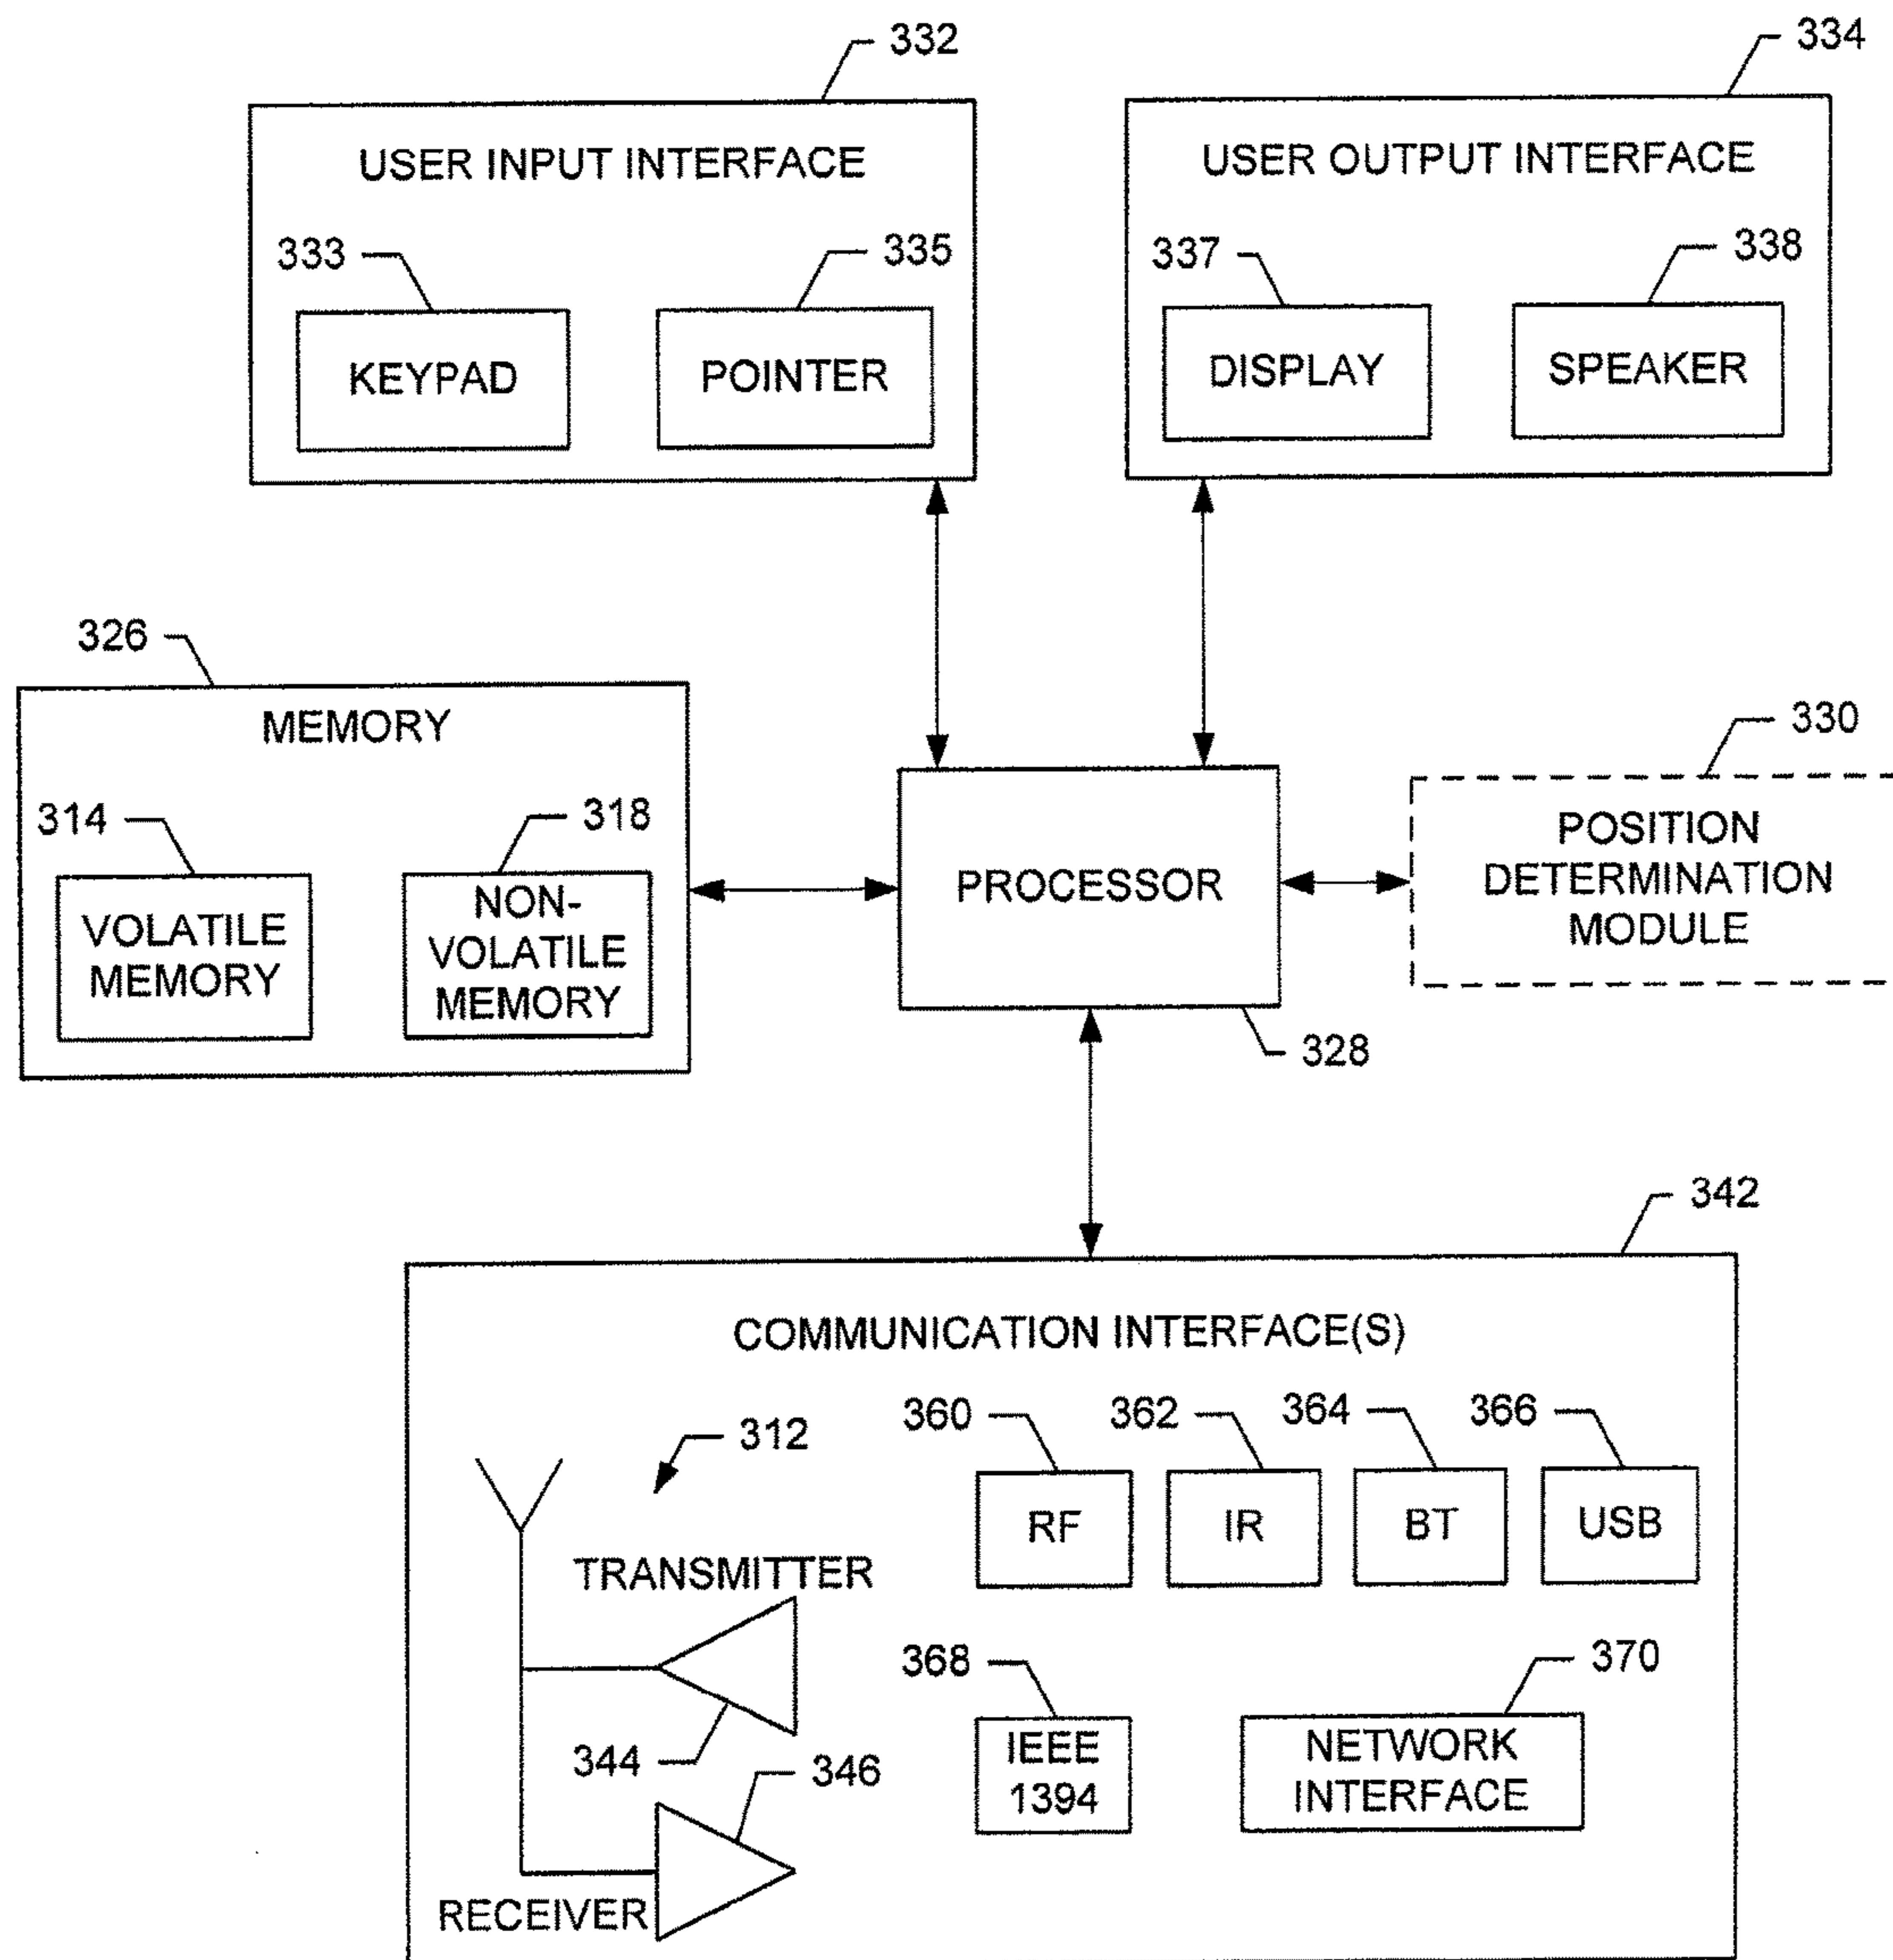 332
334
USER INPUT INTERFACE
USER OUTPUT INTERFACE
333
335
337
338
KEYPAD
POINTER
DISPLAY
SPEAKER
326
330
MEMORY
314
318
VOLATILE
MEMORY
NON-
VOLATILE
MEMORY
PROCESSOR
POSITION
DETERMINATION
MODULE
328
342
COMMUNICATION INTERFACE(S)
312
360
362
364
366
RF
IR
BT
USB
TRANSMITTER
344
346
368
370
IEEE
1394
NETWORK
INTERFACE
RECEIVER